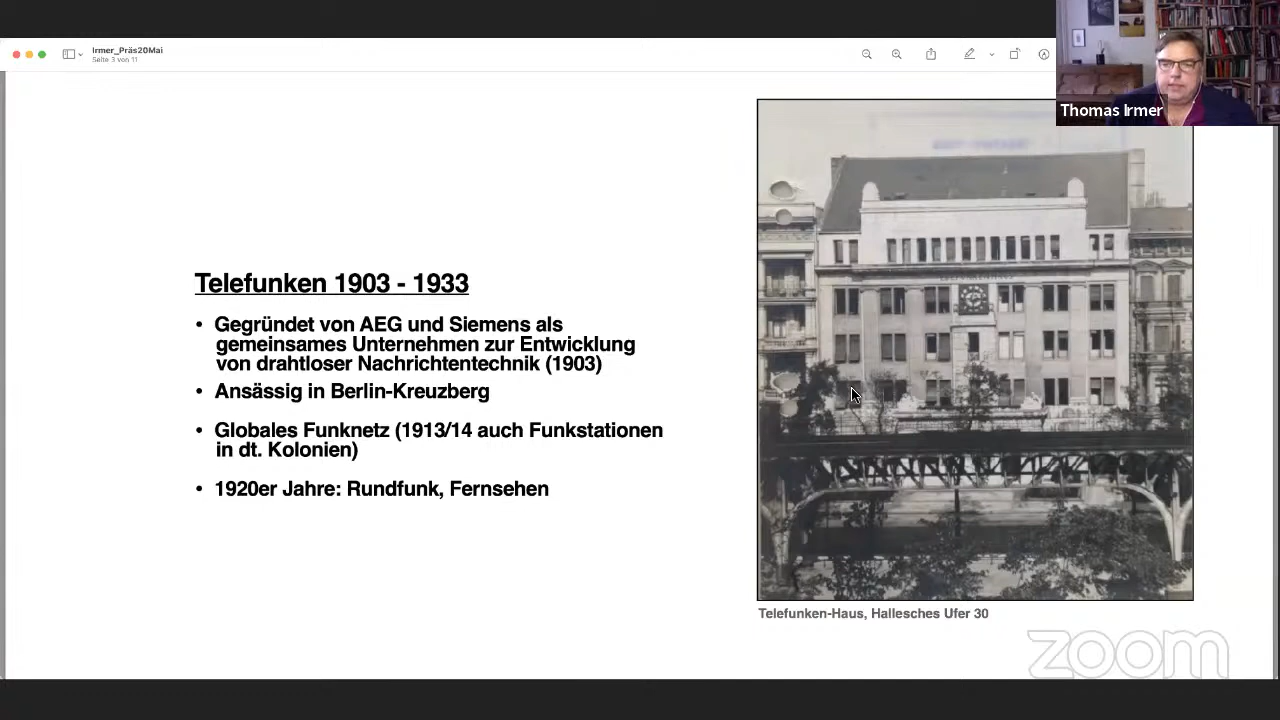 Irmer_Präs20Mai
Seite 3 von 11
Thomas Irmer
Telefunken 1903 - 1933
• Gegründet von AEG und Siemens als
gemeinsames Unternehmen zur Entwicklung
von drahtloser Nachrichtentechnik (1903)
• Ansässig in Berlin-Kreuzberg
• Globales Funknetz (1913/14 auch Funkstationen
in dt. Kolonien)
• 1920er Jahre: Rundfunk, Fernsehen
Telefunken-Haus, Hallesches Ufer 30
zoom